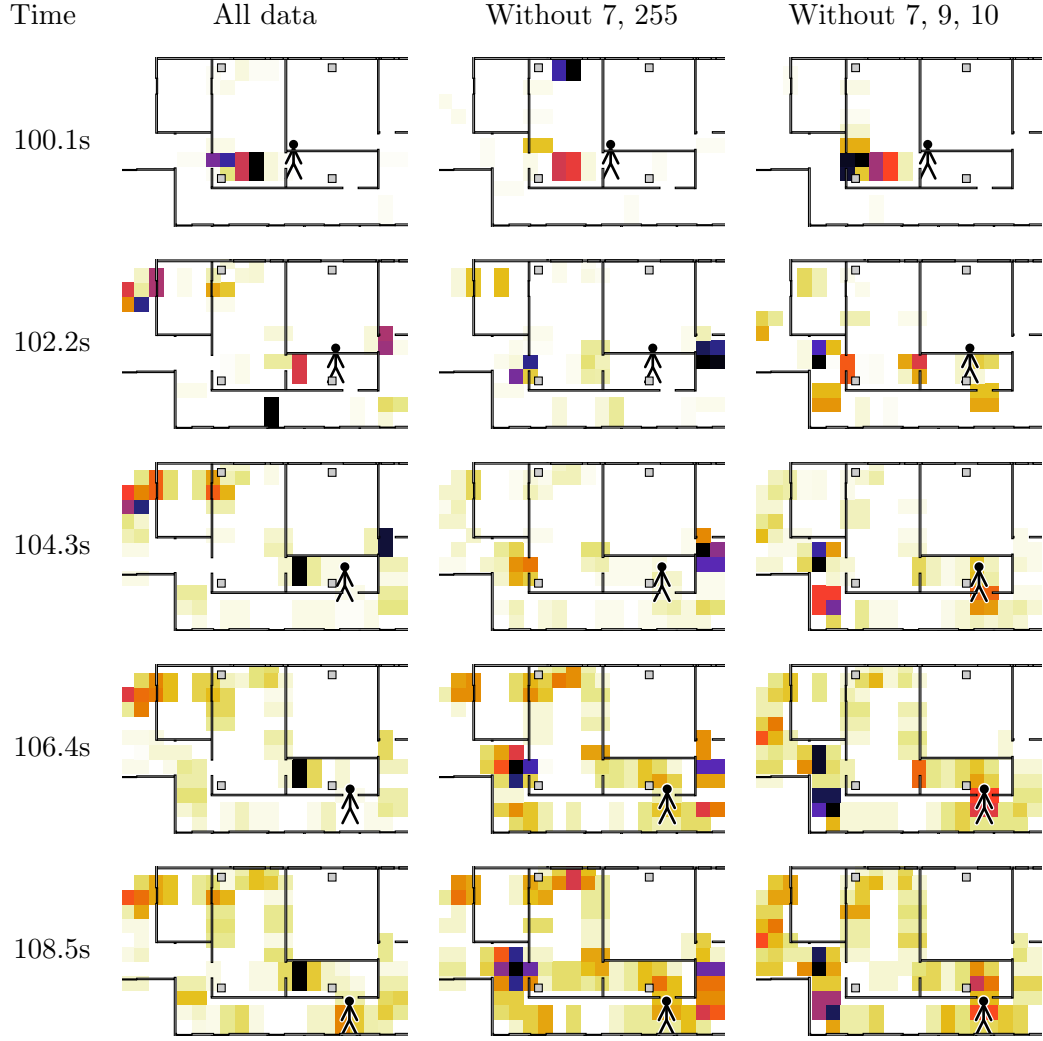 Time All data Without 7, 255 Without 7, 9, 10
100.1s
102.2s
104.3s
106.4s
108.5s